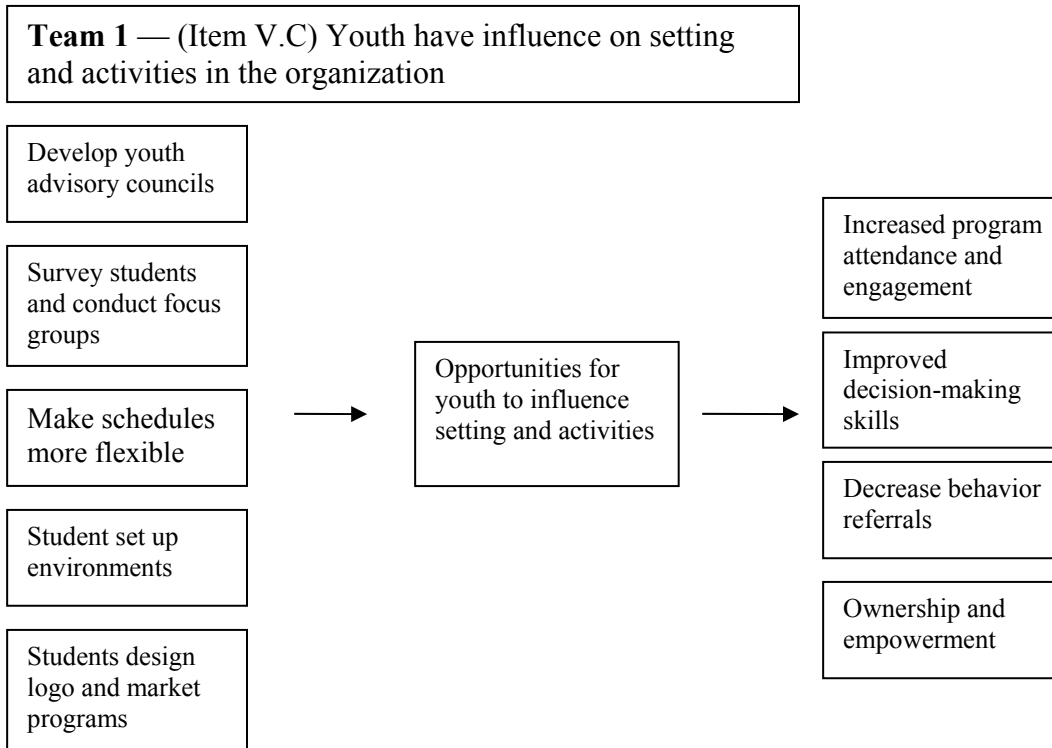 Team 1 — (Item V.C) Youth have influence on setting
and activities in the organization
Develop youth
advisory councils
Survey students
and conduct focus
groups
Make schedules
more flexible
Student set up
environments
Students design
logo and market
programs
Opportunities for
youth to influence
setting and activities
Increased program
attendance and
engagement
Improved
decision-making
skills
Decrease behavior
referrals
Ownership and
empowerment